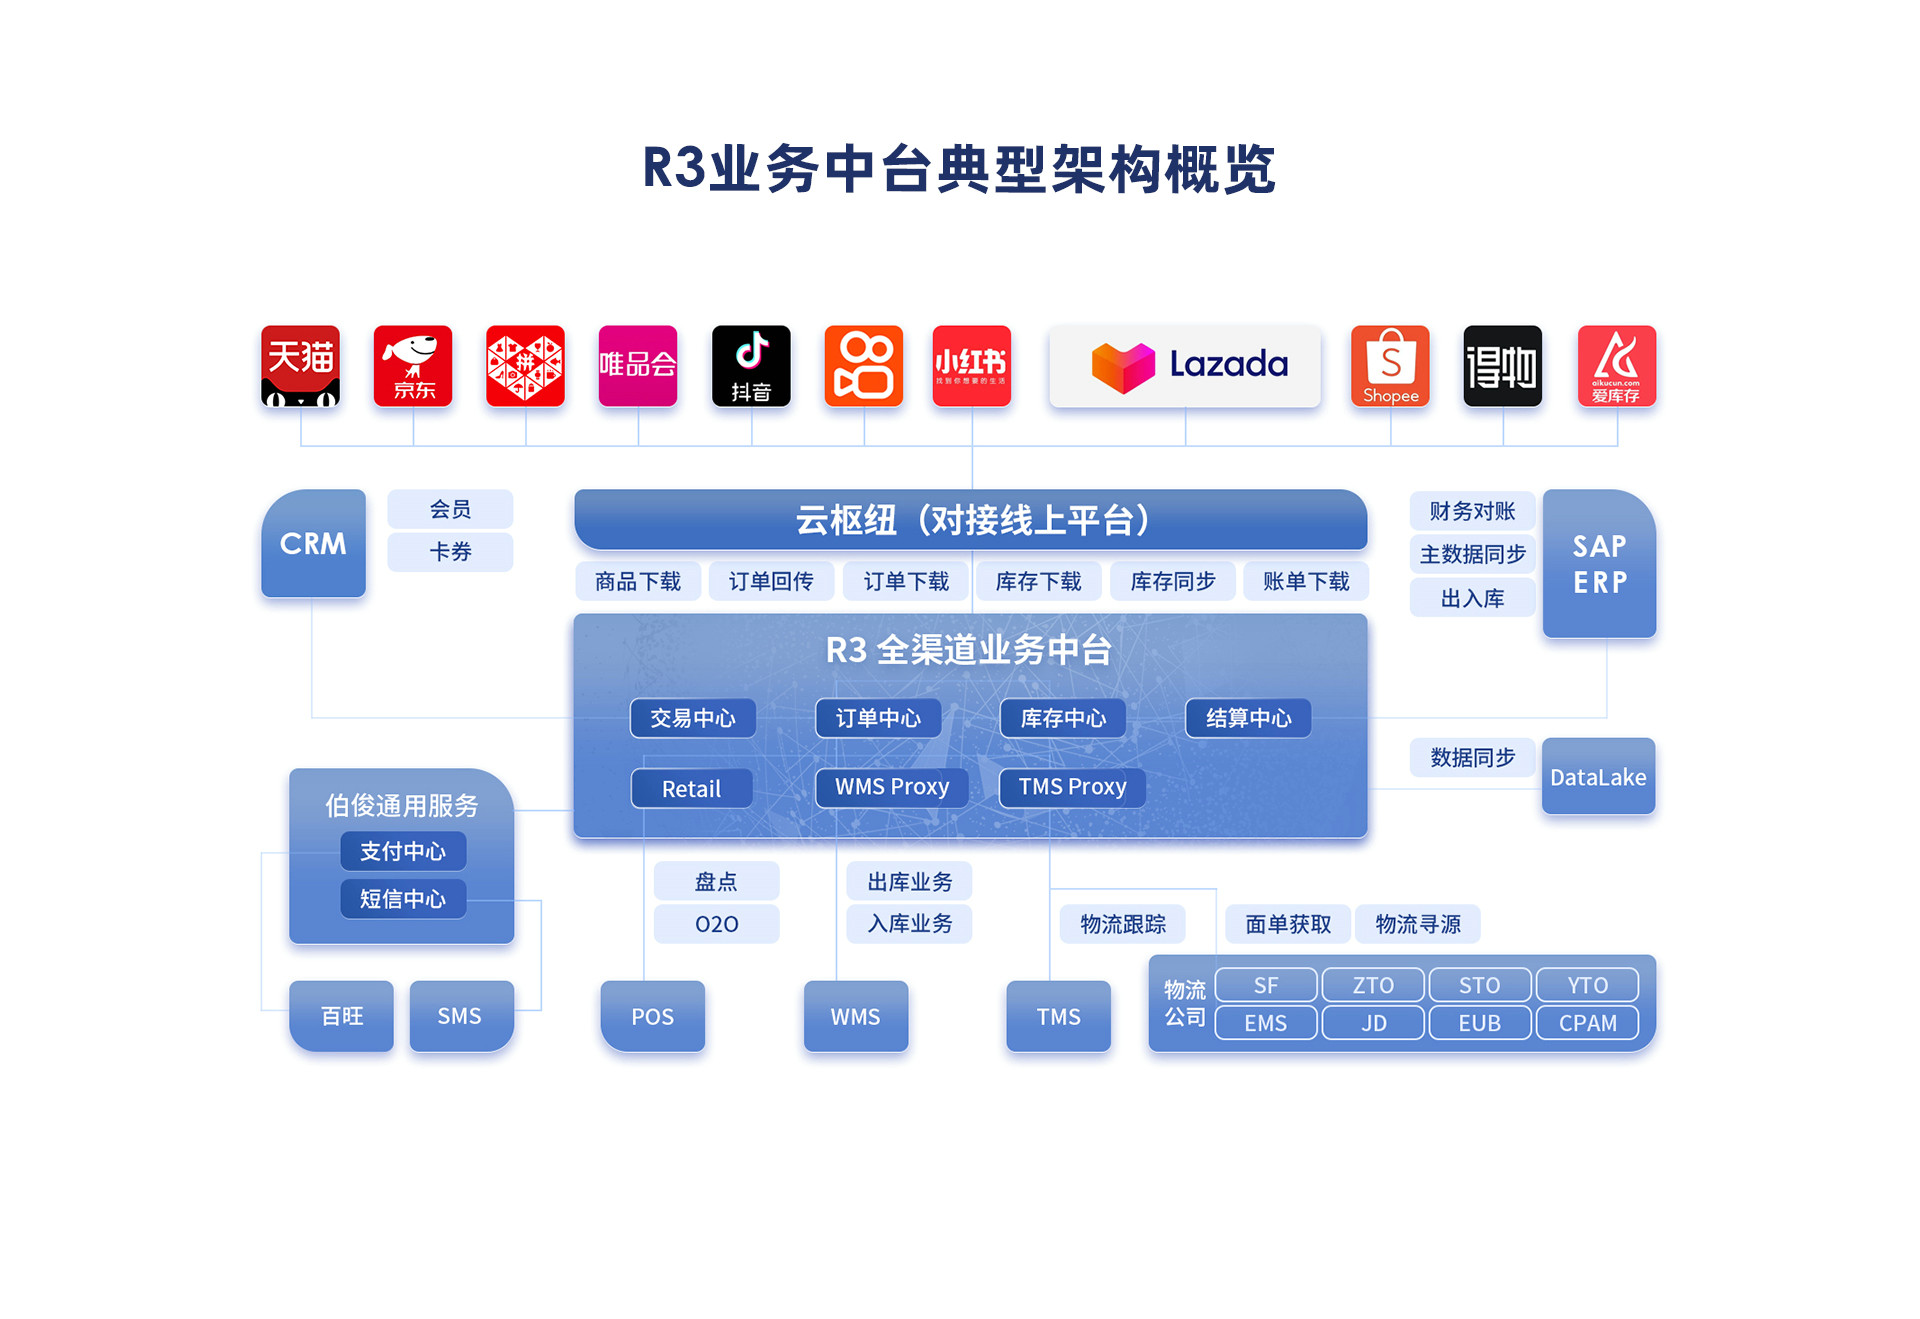 R3业务中台典型架构概览
天猫
京东
拼
唯品会
抖音
小红书
找到你想要的生活
Lazada
S
Shopee
得物
aikucun.com
爱库存
CRM
会员
卡券
云枢纽（对接线上平台）
商品下载
订单回传
订单下载
库存下载
库存同步
账单下载
财务对账
主数据同步
出入库
SAP
ERP
R3 全渠道业务中台
交易中心
订单中心
库存中心
结算中心
Retail
WMS Proxy
TMS Proxy
数据同步
DataLake
伯俊通用服务
支付中心
短信中心
盘点
O2O
出库业务
入库业务
物流跟踪
面单获取
物流寻源
百旺
SMS
POS
WMS
TMS
物流
公司
SF
ZTO
STO
YTO
EMS
JD
EUB
CPAM